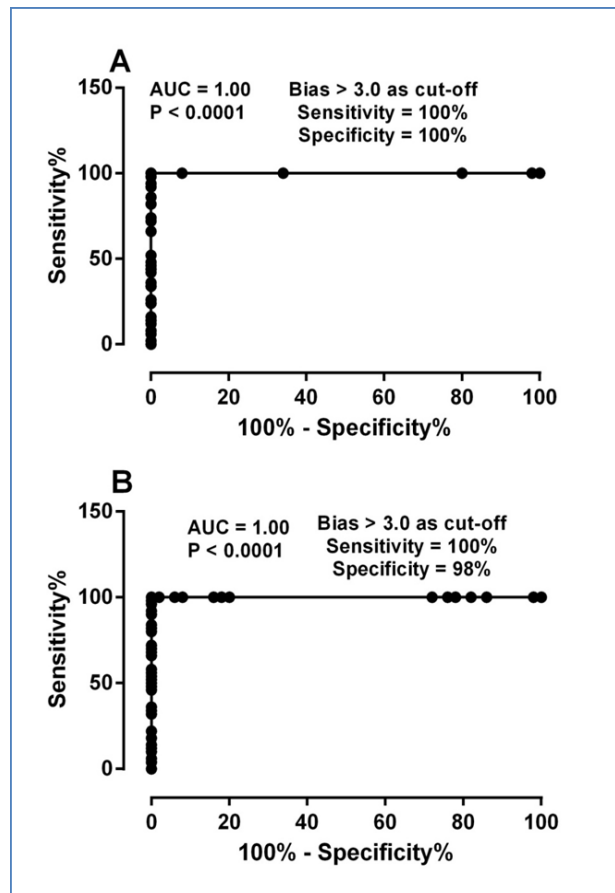 A
AUC = 1.00
P < 0.0001
Bias > 3.0 as cut-off
Sensitivity = 100%
Specificity = 100%
150
100
50
0
Sensitivity%
0 20 40 60 80 100
100% - Specificity%
B
AUC = 1.00
P < 0.0001
Bias > 3.0 as cut-off
Sensitivity = 100%
Specificity = 98%
150
100
50
0
Sensitivity%
0 20 40 60 80 100
100% - Specificity%